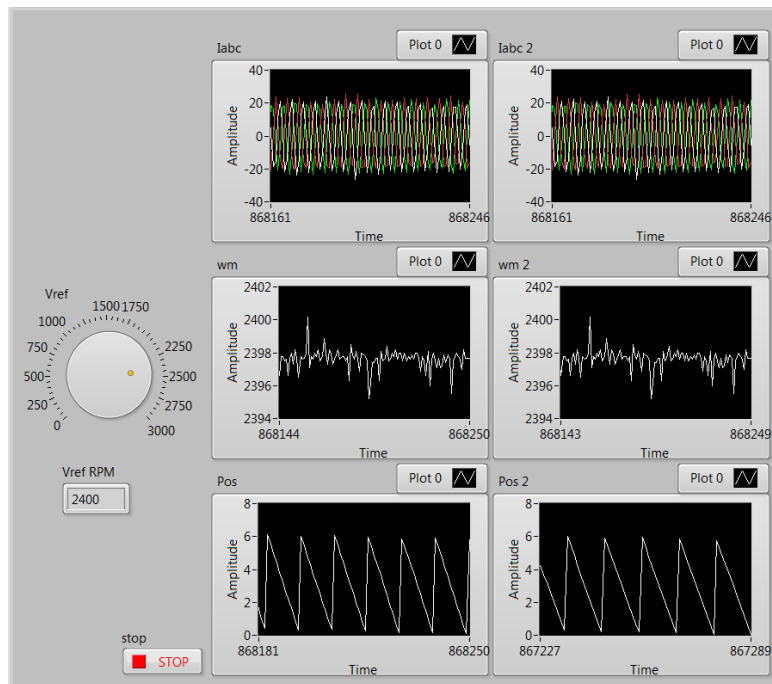 Iabc
Plot 0
Amplitude
40
20
0
-20
-40
868161
868246
Time
Iabc 2
Plot 0
Amplitude
40
20
0
-20
-40
868161
868246
Time
wm
Plot 0
Amplitude
2402
2400
2398
2396
2394
868144
868250
Time
wm 2
Plot 0
Amplitude
2402
2400
2398
2396
2394
868143
868249
Time
Vref
0
250
500
750
1000
1500
1750
2250
2500
2750
3000
Vref RPM
2400
Pos
Plot 0
Amplitude
8
6
4
2
0
868181
868250
Time
Pos 2
Plot 0
Amplitude
8
6
4
2
0
867227
867289
Time
stop
STOP